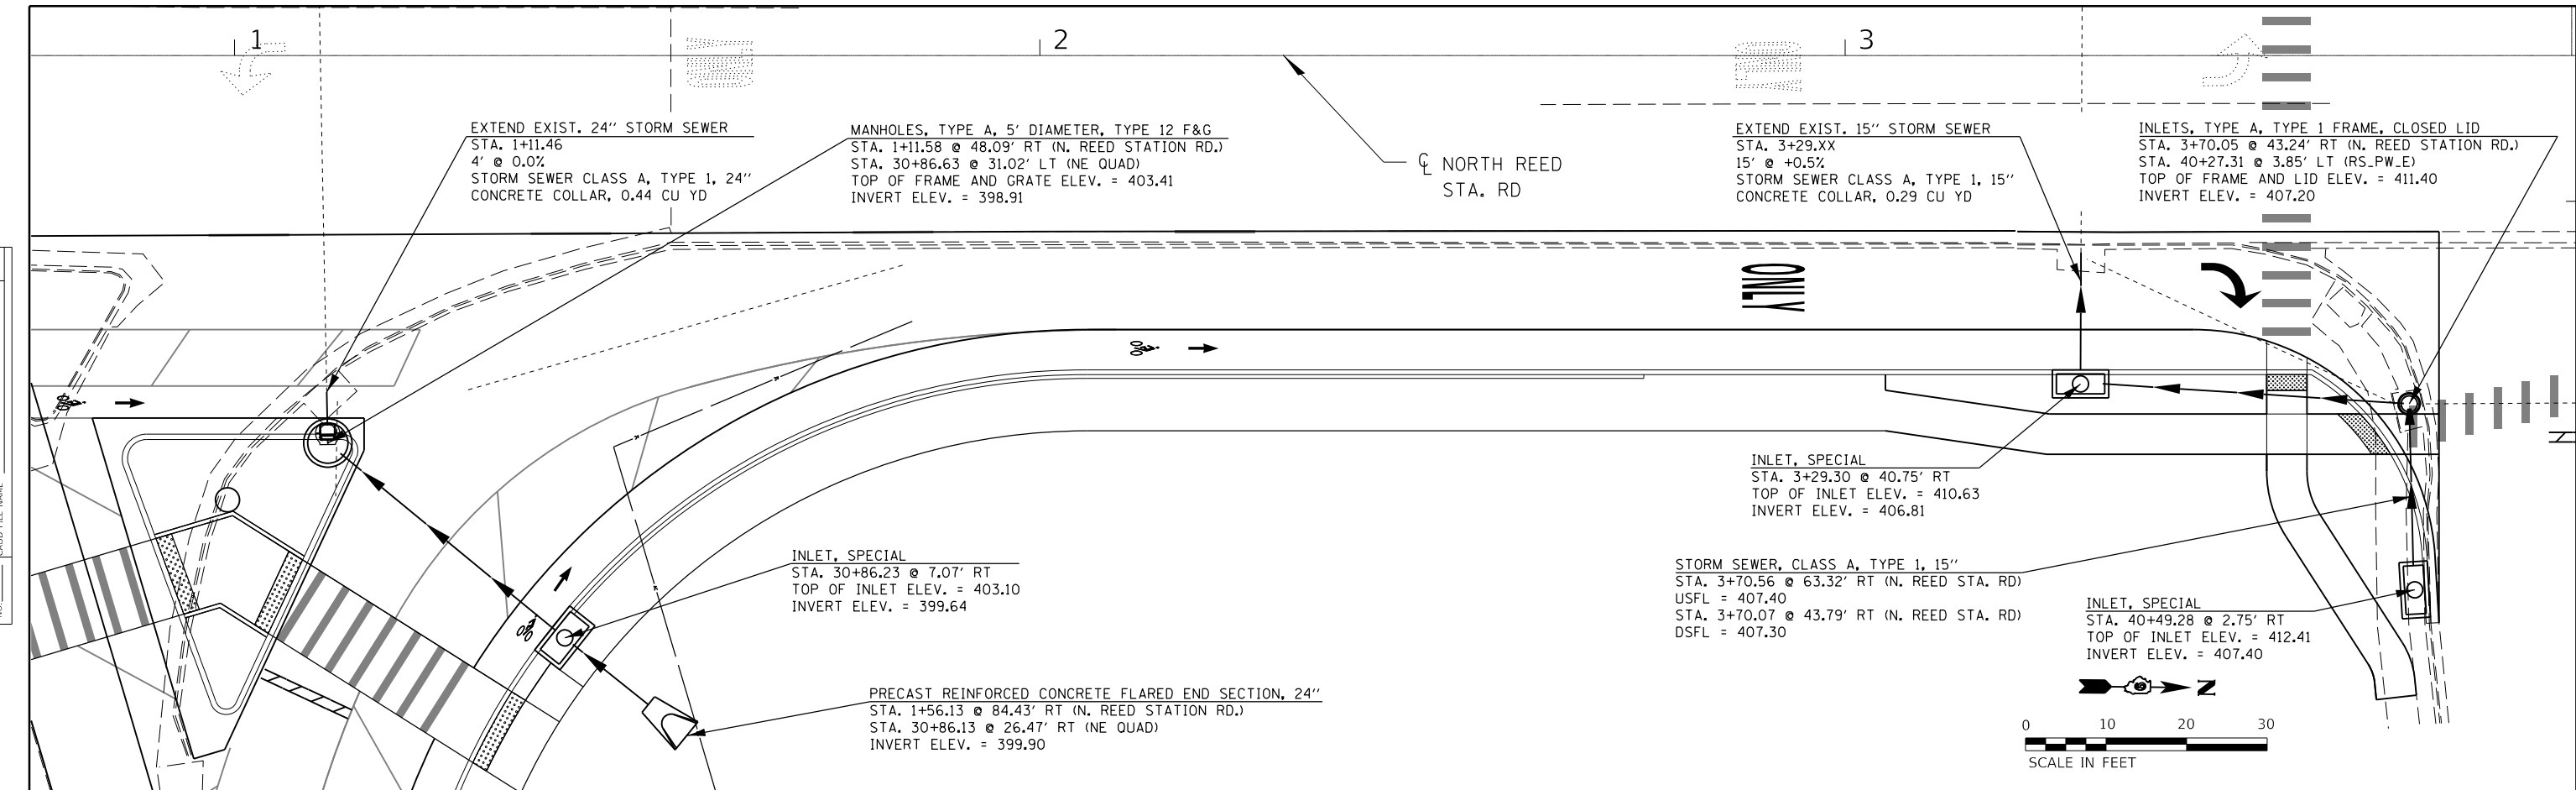 1
2
3
ONLY
ONLY
EXTEND EXIST. 24'' STORM SEWER
STA. 1+11.46
4' @ 0.0%
STORM SEWER CLASS A, TYPE 1, 24''
CONCRETE COLLAR, 0.44 CU YD
MANHOLES, TYPE A, 5' DIAMETER, TYPE 12 F&G
STA. 1+11.58 @ 48.09' RT (N. REED STATION RD.)
STA. 30+86.63 @ 31.02' LT (NE QUAD)
TOP OF FRAME AND GRATE ELEV. = 403.41
INVERT ELEV. = 398.91
℄ NORTH REED
STA. RD
EXTEND EXIST. 15'' STORM SEWER
STA. 3+29.XX
15' @ +0.5%
STORM SEWER CLASS A, TYPE 1, 15''
CONCRETE COLLAR, 0.29 CU YD
INLETS, TYPE A, TYPE 1 FRAME, CLOSED LID
STA. 3+70.05 @ 43.24' RT (N. REED STATION RD.)
STA. 40+27.31 @ 3.85' LT (RS_PW_E)
TOP OF FRAME AND LID ELEV. = 411.40
INVERT ELEV. = 407.20
ONLY
INLET, SPECIAL
STA. 3+29.30 @ 40.75' RT
TOP OF INLET ELEV. = 410.63
INVERT ELEV. = 406.81
INLET, SPECIAL
STA. 30+86.23 @ 7.07' RT
TOP OF INLET ELEV. = 403.10
INVERT ELEV. = 399.64
STORM SEWER, CLASS A, TYPE 1, 15''
STA. 3+70.56 @ 63.32' RT (N. REED STA. RD)
USFL = 407.40
STA. 3+70.07 @ 43.79' RT (N. REED STA. RD)
DSFL = 407.30
INLET, SPECIAL
STA. 40+49.28 @ 2.75' RT
TOP OF INLET ELEV. = 412.41
INVERT ELEV. = 407.40
PRECAST REINFORCED CONCRETE FLARED END SECTION, 24''
STA. 1+56.13 @ 84.43' RT (N. REED STATION RD.)
STA. 30+86.13 @ 26.47' RT (NE QUAD)
INVERT ELEV. = 399.90
N
0 10 20 30
SCALE IN FEET